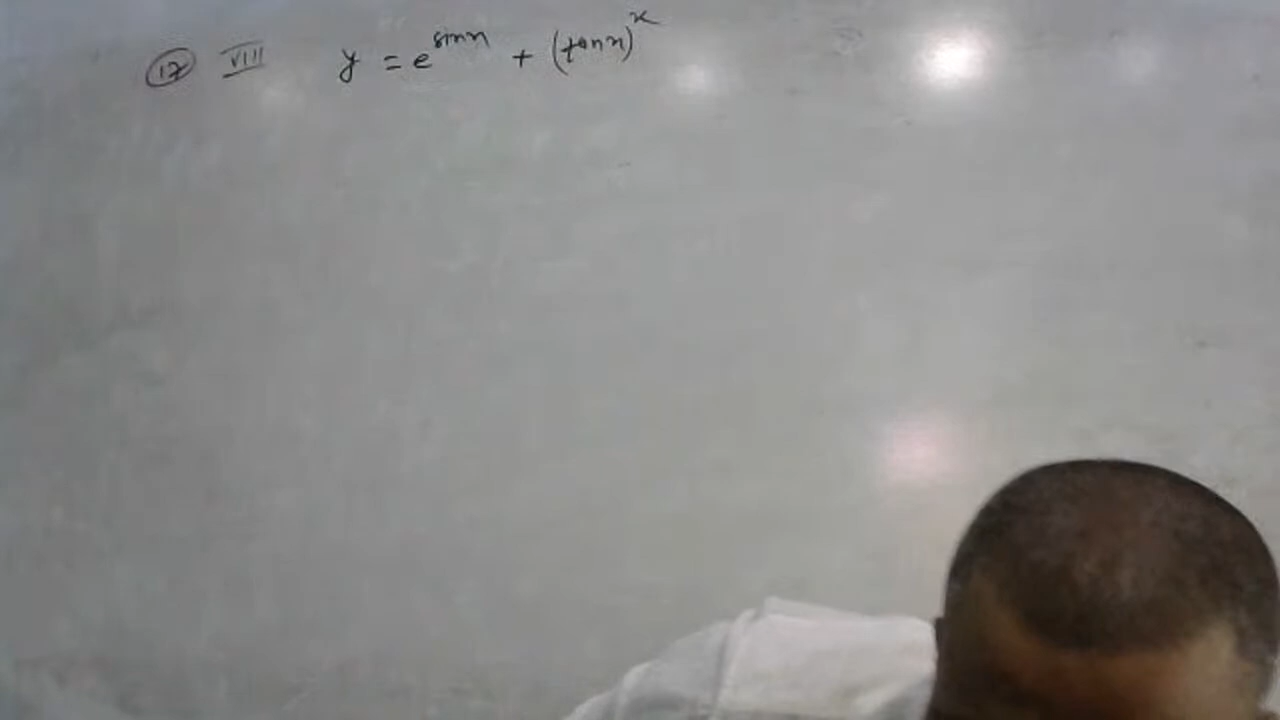 (17) VIII y = e^sinx + (tanx)^x